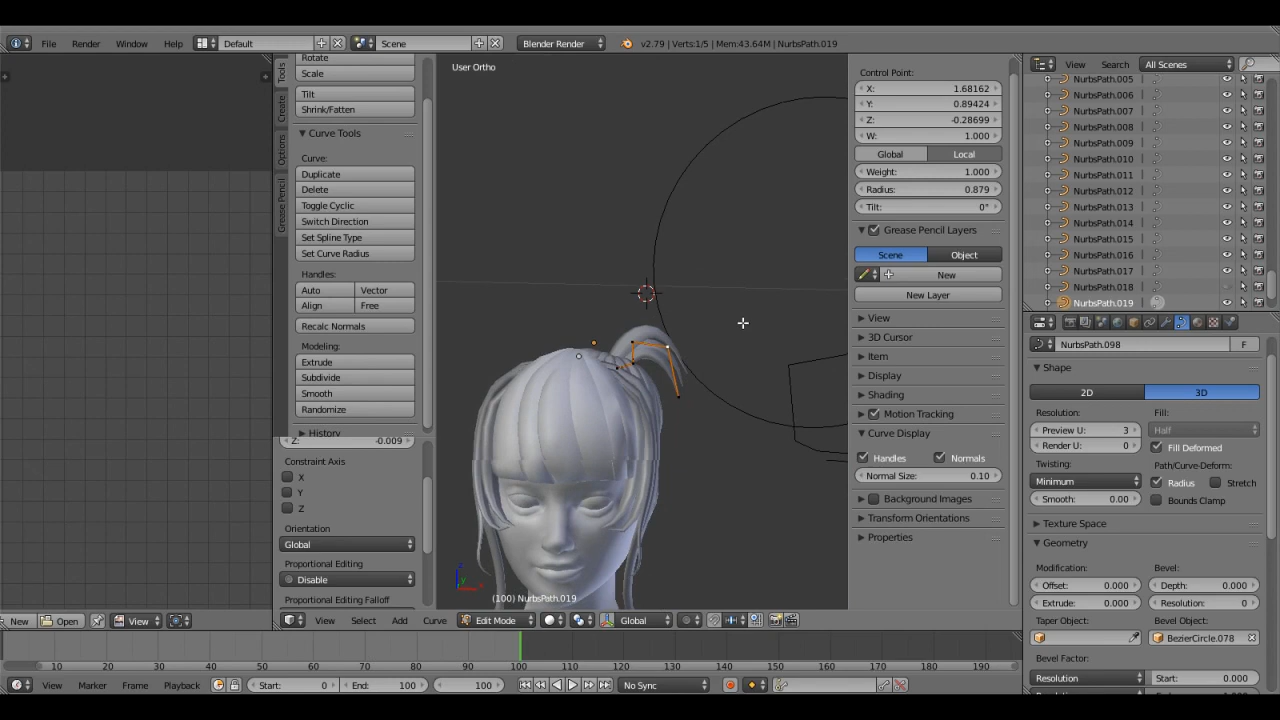 File Render Window Help Default Scene Blender Render v2.79 | Verts:1/5 | Mem:43.64M | NurbsPath.019
Tools
Create
Options
Grease Pencil
Rotate
Scale
Tilt
Shrink/Fatten
Curve Tools
Curve:
Duplicate
Delete
Toggle Cyclic
Switch Direction
Set Spline Type
Set Curve Radius
Handles:
Auto Vector
Align Free
Recalc Normals
Modeling:
Extrude
Subdivide
Smooth
Randomize
History
Z: -0.009
Constraint Axis
X
Y
Z
Orientation
Global
Proportional Editing
Disable
Proportional Editing Falloff
User Ortho
(100) NurbsPath.019
Control Point:
X: 1.68162
Y: 0.89424
Z: -0.28699
W: 1.000
Global Local
Weight: 1.000
Radius: 0.879
Tilt: 0°
Grease Pencil Layers
Scene Object
New
New Layer
View
3D Cursor
Item
Display
Shading
Motion Tracking
Curve Display
Handles Normals
Normal Size: 0.10
Background Images
Transform Orientations
Properties
View Search All Scenes
NurbsPath.005
NurbsPath.006
NurbsPath.007
NurbsPath.008
NurbsPath.009
NurbsPath.010
NurbsPath.011
NurbsPath.012
NurbsPath.013
NurbsPath.014
NurbsPath.015
NurbsPath.016
NurbsPath.017
NurbsPath.018
NurbsPath.019
NurbsPath.098 F
Shape
2D 3D
Resolution: Fill:
Preview U: 3 Half
Render U: 0 Fill Deformed
Twisting: Path/Curve-Deform:
Minimum Radius Stretch
Smooth: 0.00 Bounds Clamp
Texture Space
Geometry
Modification: Bevel:
Offset: 0.000 Depth: 0.000
Extrude: 0.000 Resolution: 0
Taper Object: Bevel Object:
BezierCircle.078
Bevel Factor:
Resolution Start: 0.000
New Open View View Select Add Curve Edit Mode Global
10 20 30 40 50 60 70 80 90 100 110 120 130 140 150 160 170 180 190
View Marker Frame Playback Start: 0 End: 100 100 No Sync